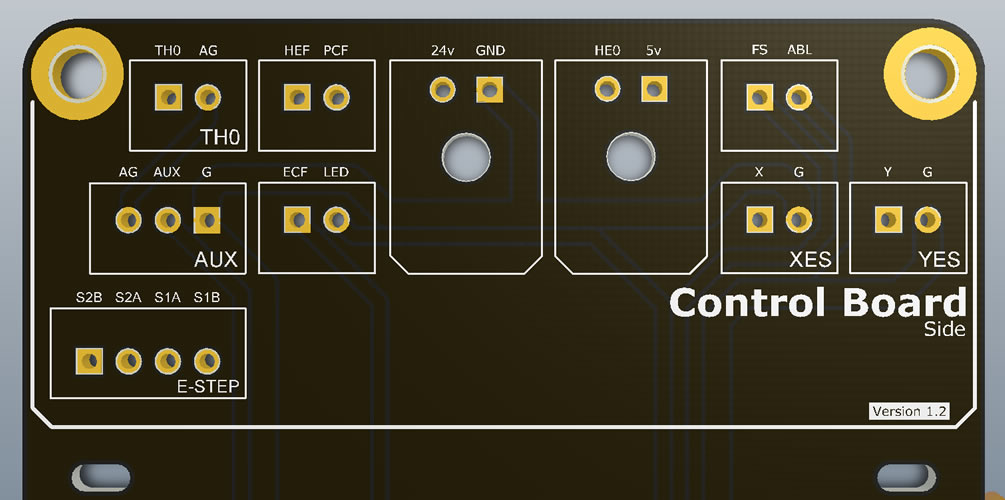 TH0 AG HEF PCF 24v GND HE0 5v FS ABL
TH0
AG AUX G ECF LED X G Y G
AUX XES YES
S2B S2A S1A S1B
Control Board
Side
E-STEP
Version 1.2